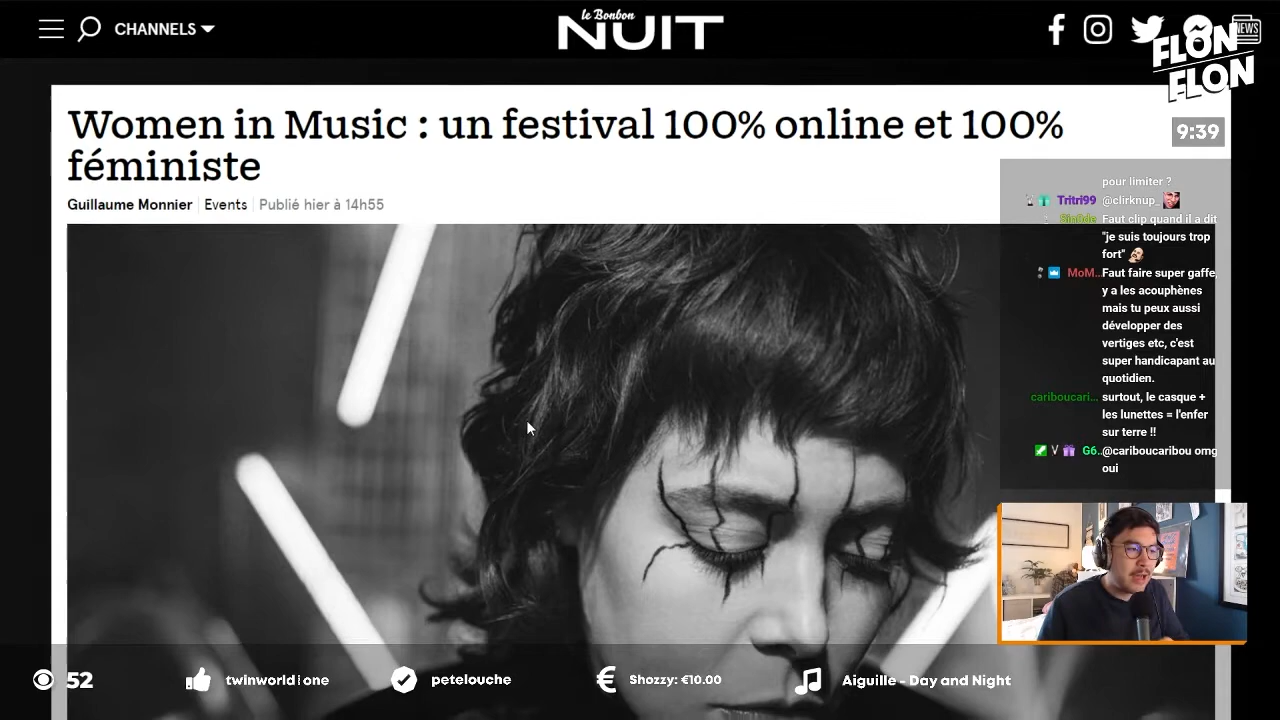 le Bonbon
NUIT
CHANNELS
NEWS
FLON
FLON
Women in Music : un festival 100% online et 100%
féministe
Guillaume Monnier Events Publié hier à 14h55
9:39
pour limiter ?
Tritri99 @clirknup_
Faut clip quand il a dit
"je suis toujours trop
fort"
MoM... Faut faire super gaffe
y a les acouphènes
mais tu peux aussi
développer des
vertiges etc, c'est
super handicapant au
quotidien.
cariboucari... surtout, le casque +
les lunettes = l'enfer
sur terre !!
G6.. @cariboucaribou omg
oui
52 twinworld|one petelouche Shozzy: €10.00 Aiguille - Day and Night